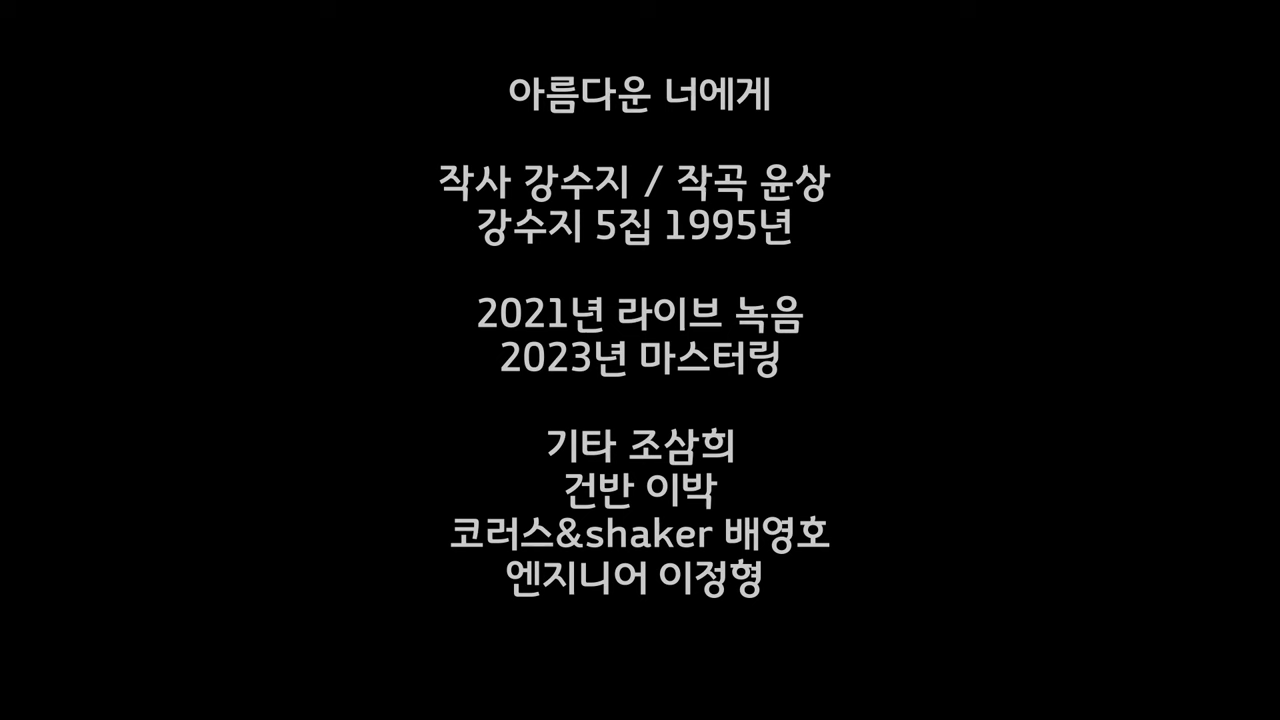 아름다운 너에게
작사 강수지 / 작곡 윤상
강수지 5집 1995년
2021년 라이브 녹음
2023년 마스터링
기타 조삼희
건반 이박
코러스&shaker 배영호
엔지니어 이정형